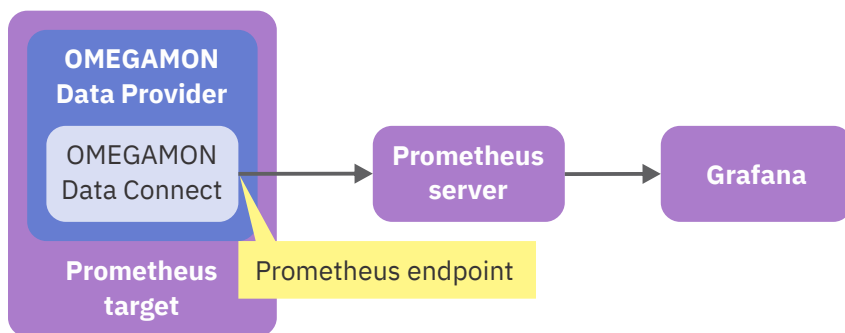 OMEGAMON
Data Provider
OMEGAMON
Data Connect
Prometheus
target
Prometheus endpoint
Prometheus
server
Grafana